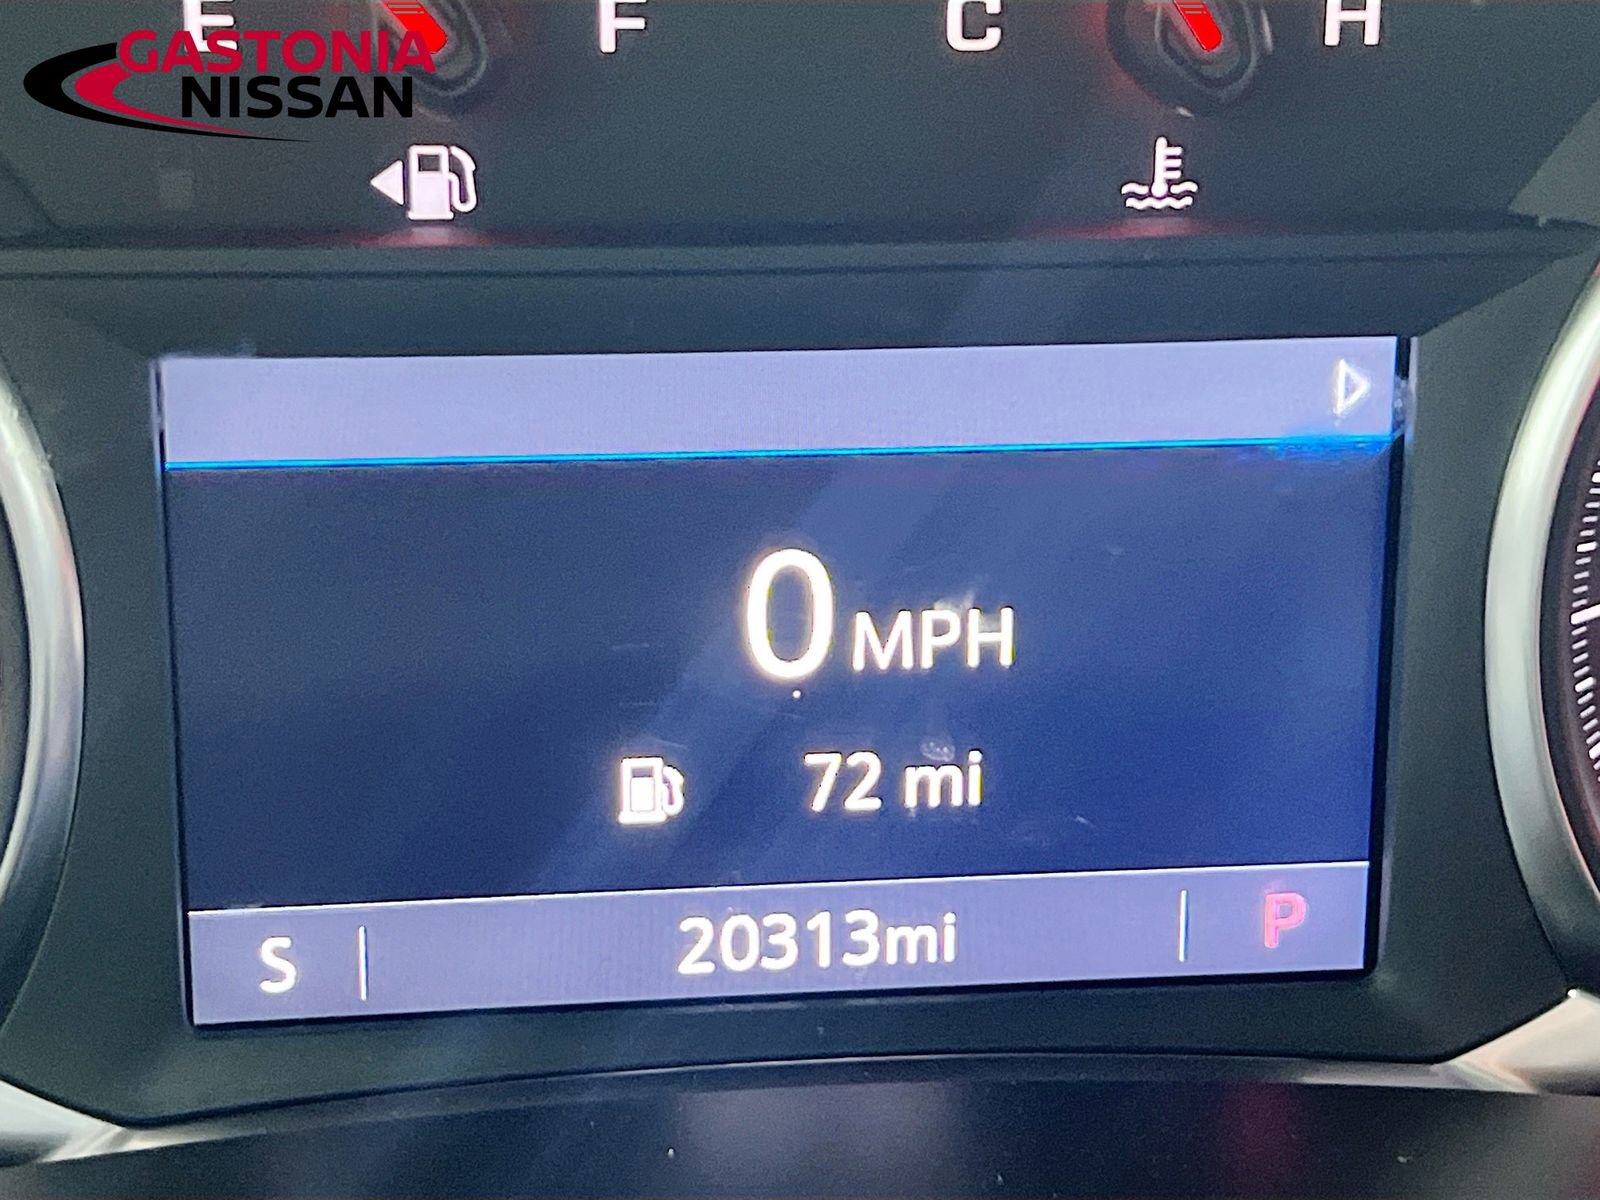 E F C H
GASTONIA
NISSAN
0 MPH
72 mi
S 20313mi P